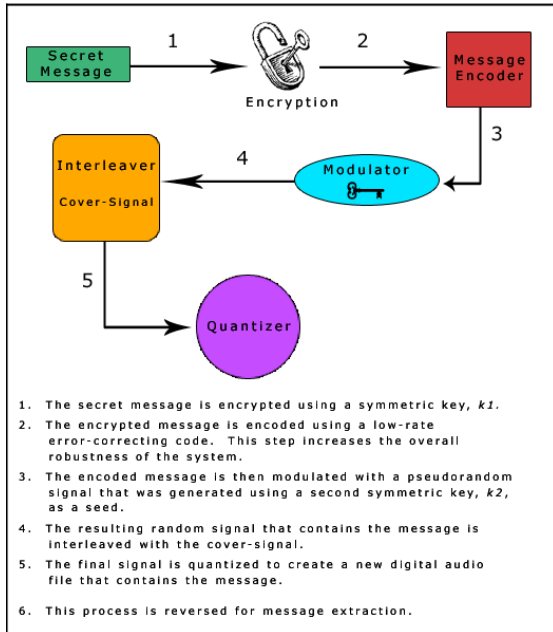 1
2
Secret
Message
Encryption
Message
Encoder
3
Interleaver
Cover-Signal
4
Modulator
5
Quantizer
1. The secret message is encrypted using a symmetric key, k1.
2. The encrypted message is encoded using a low-rate
error-correcting code. This step increases the overall
robustness of the system.
3. The encoded message is then modulated with a pseudorandom
signal that was generated using a second symmetric key, k2,
as a seed.
4. The resulting random signal that contains the message is
interleaved with the cover-signal.
5. The final signal is quantized to create a new digital audio
file that contains the message.
6. This process is reversed for message extraction.